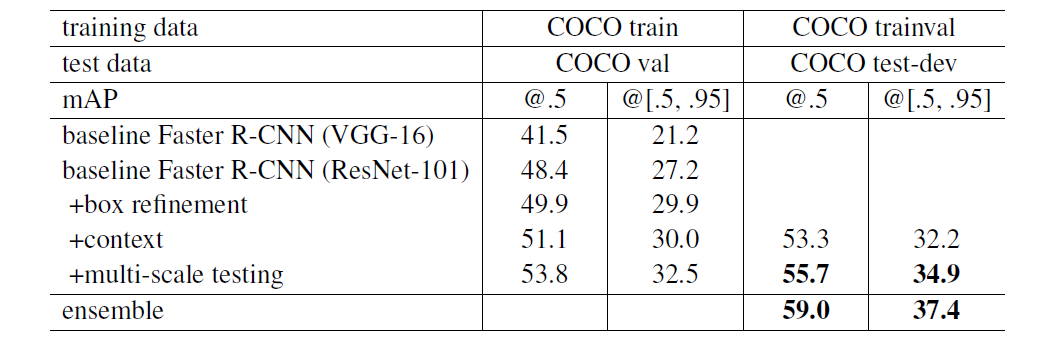 training data COCO train COCO trainval
test data COCO val COCO test-dev
mAP @.5 @[.5, .95] @.5 @[.5, .95]
baseline Faster R-CNN (VGG-16) 41.5 21.2
baseline Faster R-CNN (ResNet-101) 48.4 27.2
+box refinement 49.9 29.9
+context 51.1 30.0 53.3 32.2
+multi-scale testing 53.8 32.5 55.7 34.9
ensemble 59.0 37.4